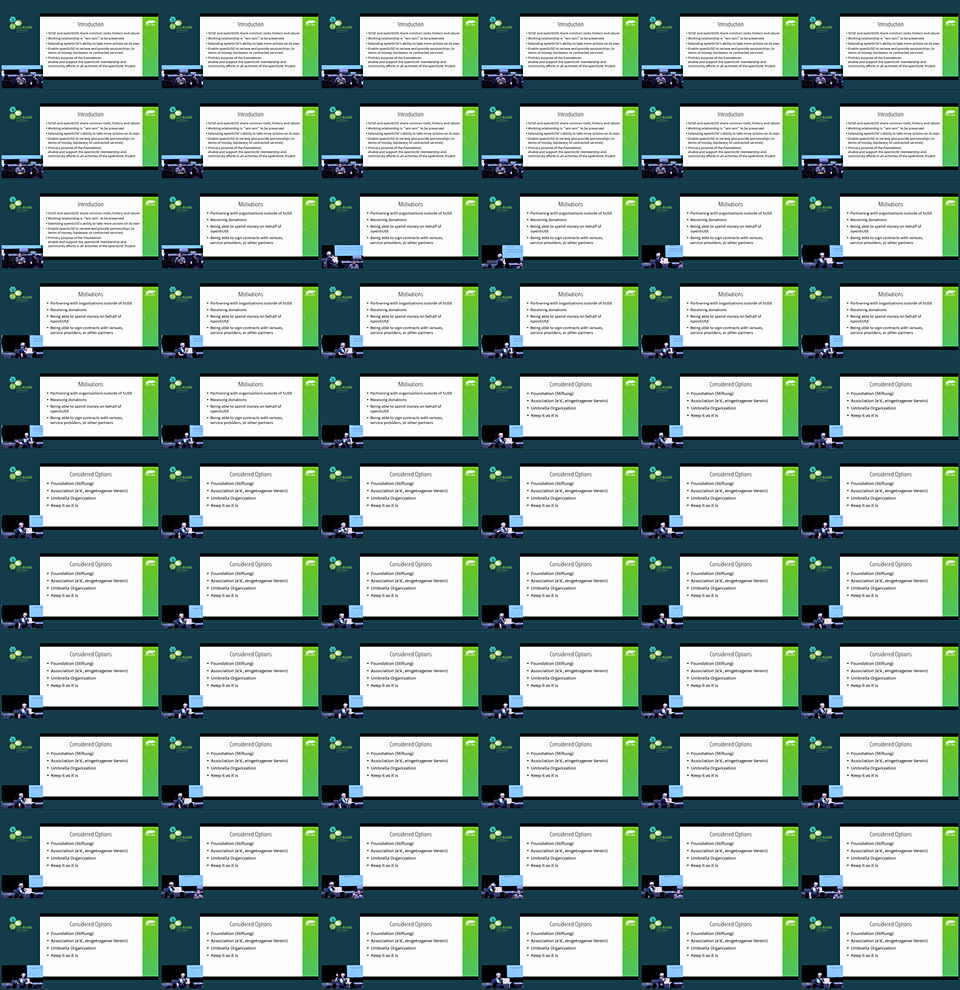 Introduction
• SUSE and openSUSE share common roots, history and values
• Working relationship is "win-win", to be preserved
• Extending openSUSE's ability to take more actions on its own
• Enable openSUSE to receive and provide sponsorships (in
terms of money, hardware, or contracted services)
• Primary purpose of the Foundation:
enable and support the openSUSE membership and
community efforts in all activities of the openSUSE Project
Motivations
• Partnering with organizations outside of SUSE
• Receiving donations
• Being able to spend money on behalf of
openSUSE
• Being able to sign contracts with venues,
service providers, or other partners
Considered Options
• Foundation (Stiftung)
• Association (e.V., eingetragener Verein)
• Umbrella Organization
• Keep it as it is